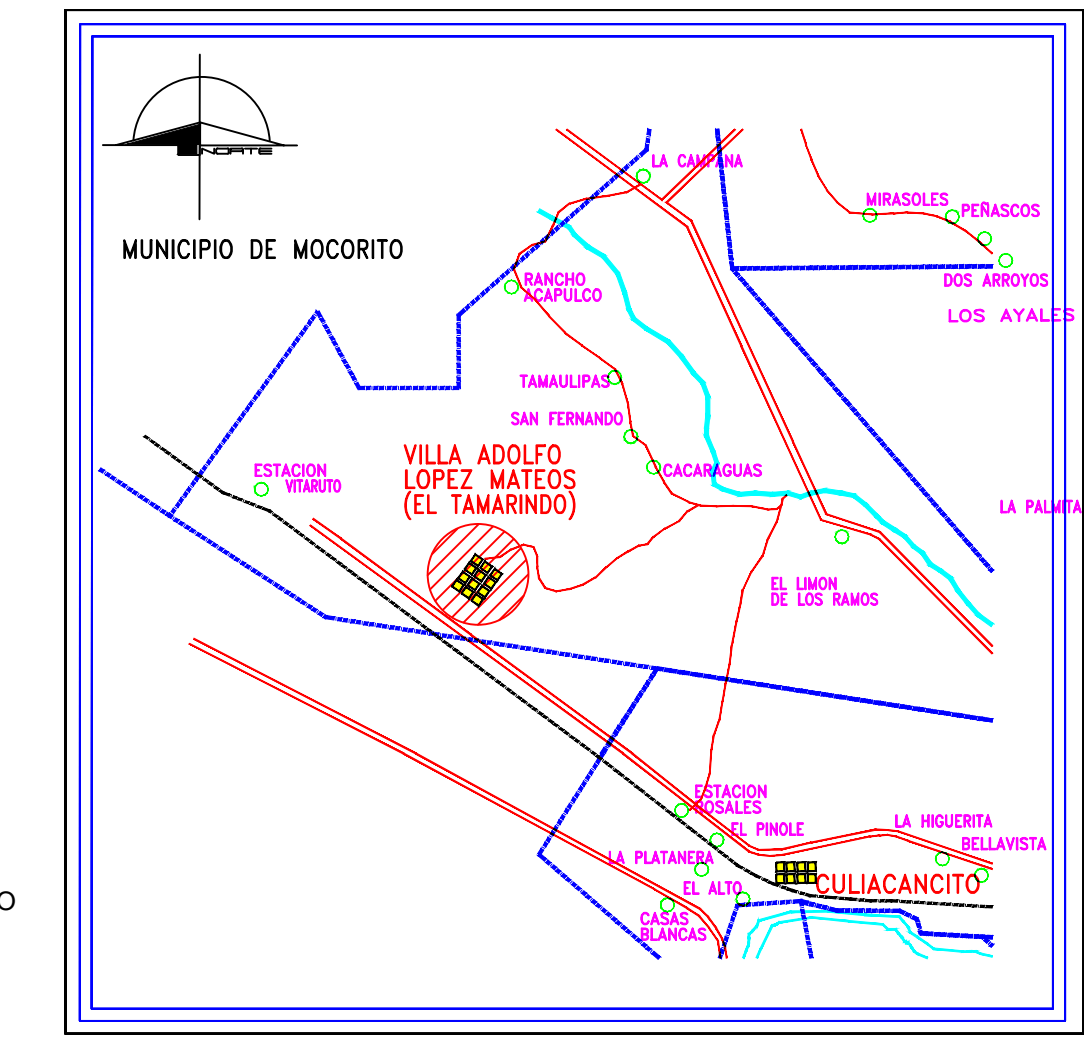 NORTE
LA CAMPANA
MIRASOLES
PEÑASCOS
MUNICIPIO DE MOCORITO
RANCHO
ACAPULCO
DOS ARROYOS
LOS AYALES
TAMAULIPAS
SAN FERNANDO
VILLA ADOLFO
LOPEZ MATEOS
(EL TAMARINDO)
CACARAGUAS
ESTACION
VITARUTO
LA PALMITA
EL LIMON
DE LOS RAMOS
ESTACION
ROSALES
EL PINOLE
LA HIGUERITA
BELLAVISTA
LA PLATANERA
EL ALTO
CULIACANCITO
CASAS
BLANCAS
O